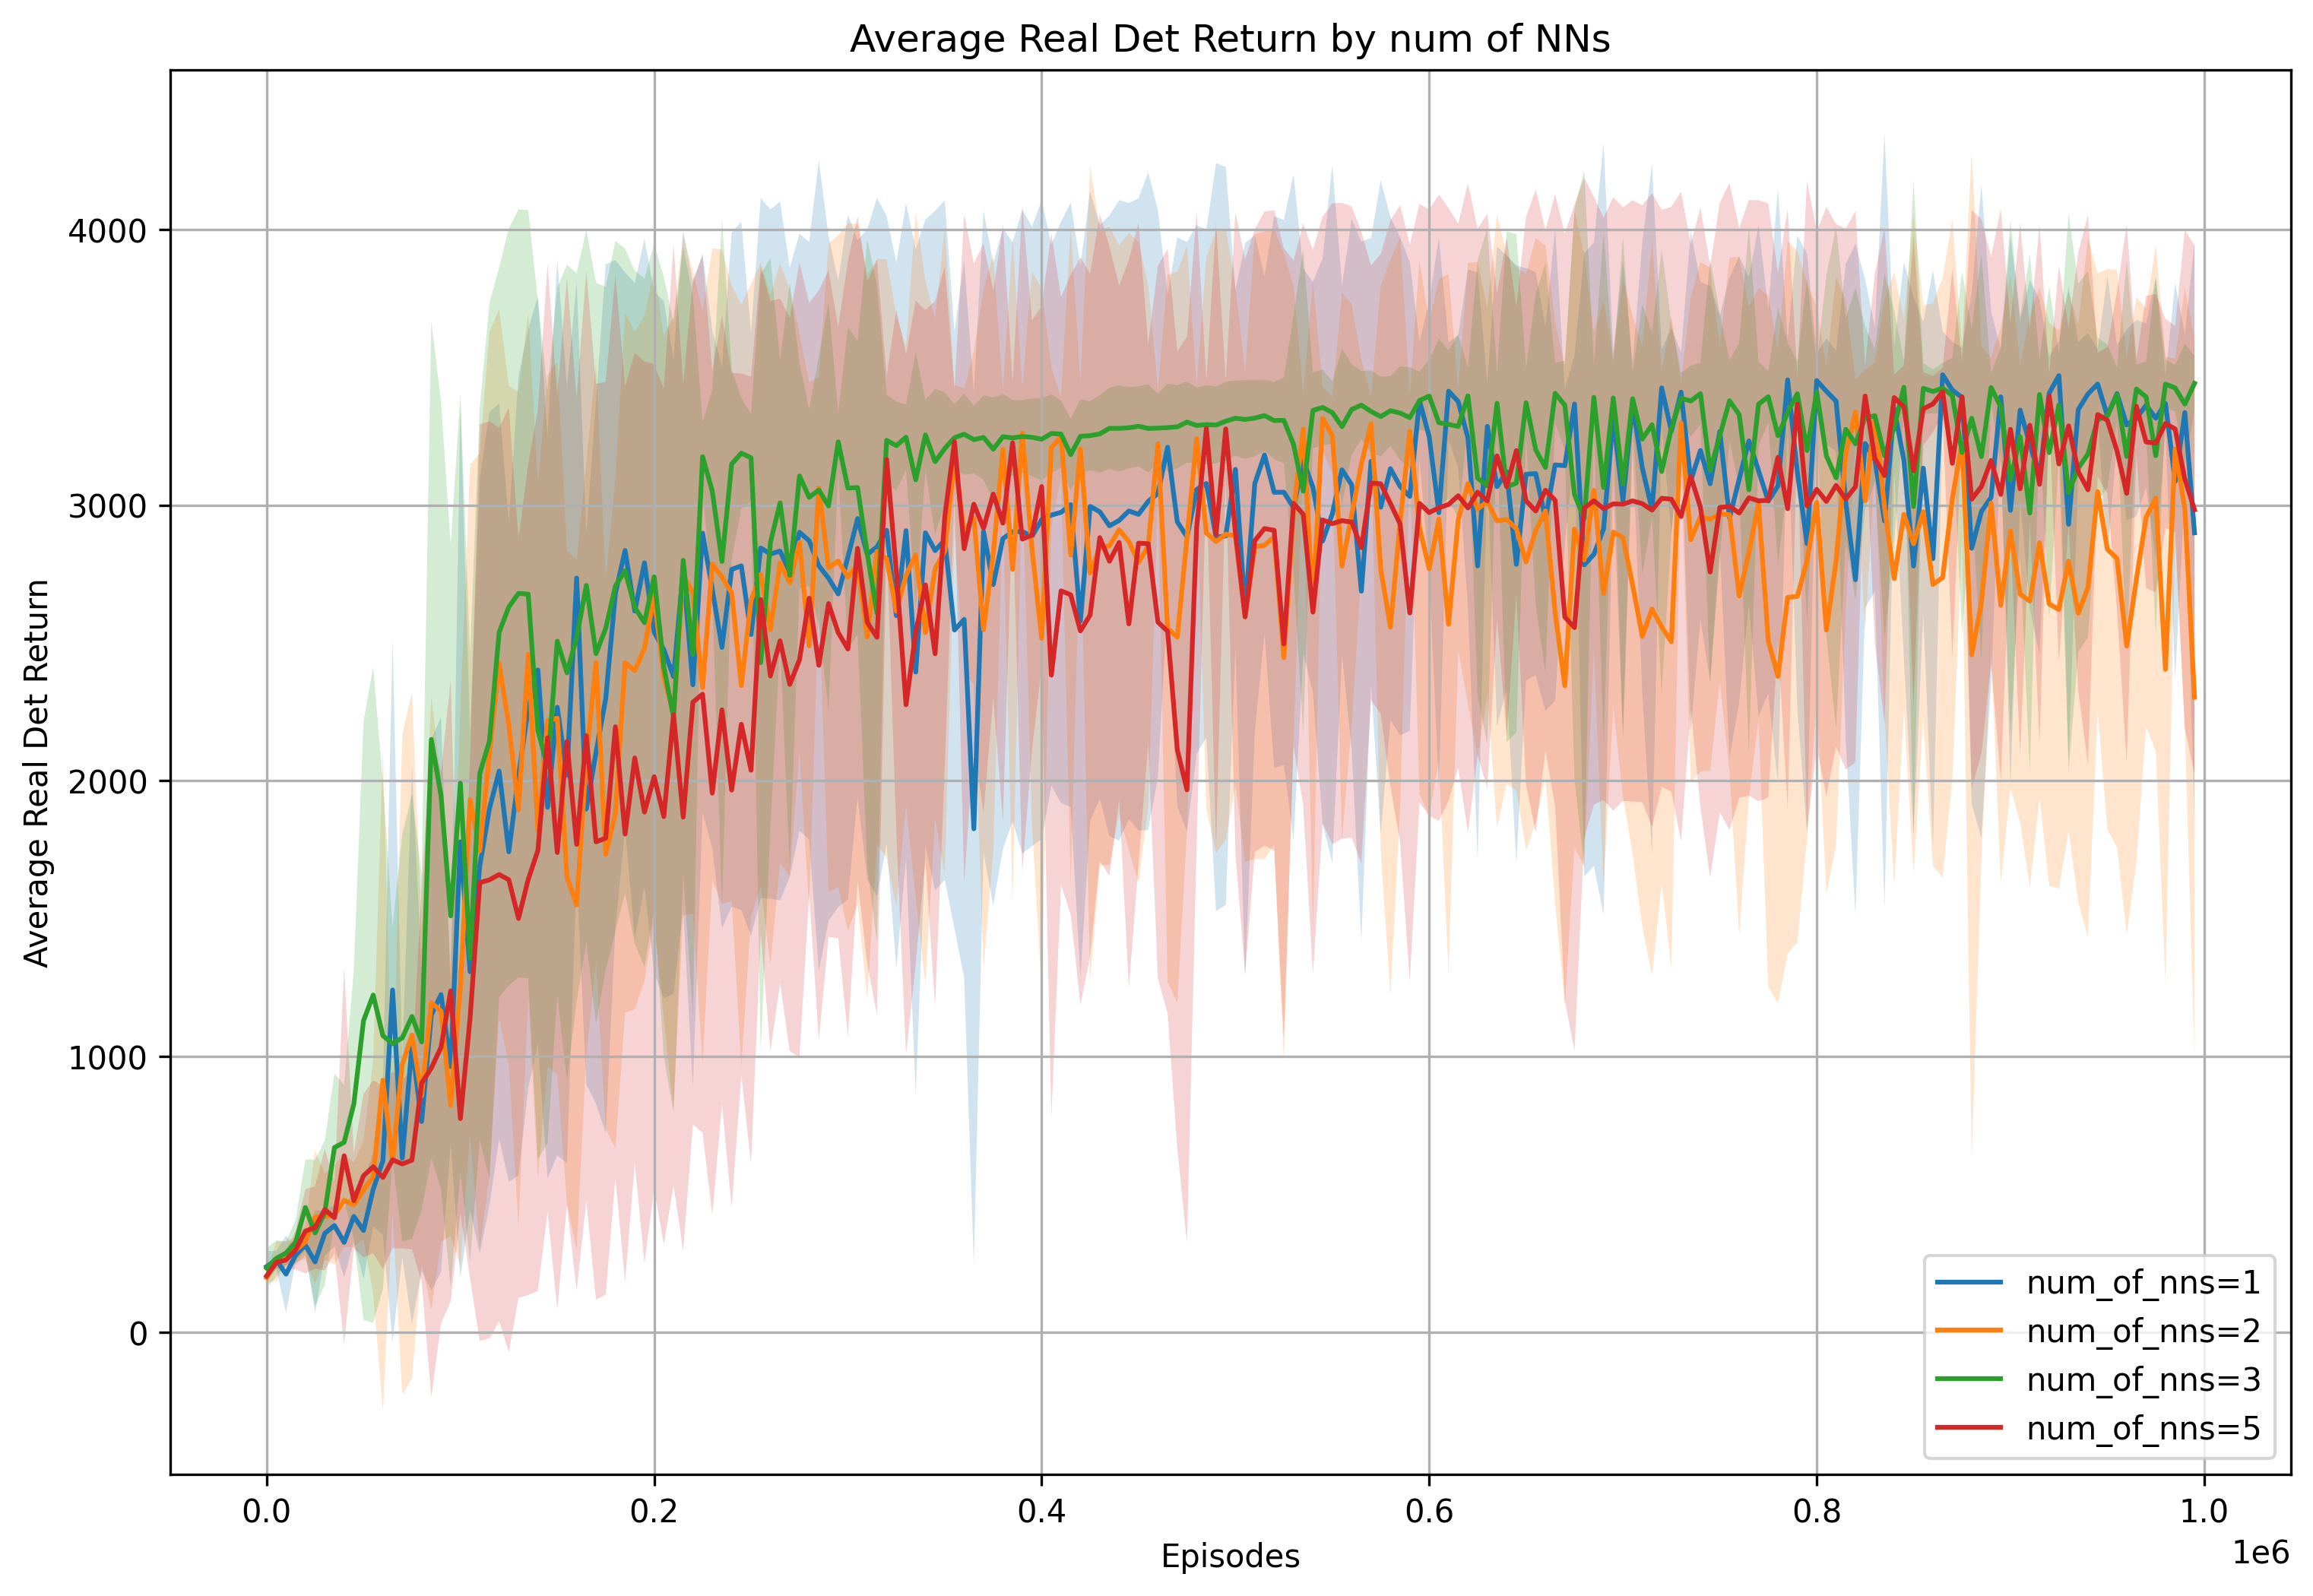 Average Real Det Return by num of NNs
Average Real Det Return
4000
3000
2000
1000
0
0.0
0.2
0.4
0.6
0.8
1.0
Episodes
1e6
num_of_nns=1
num_of_nns=2
num_of_nns=3
num_of_nns=5